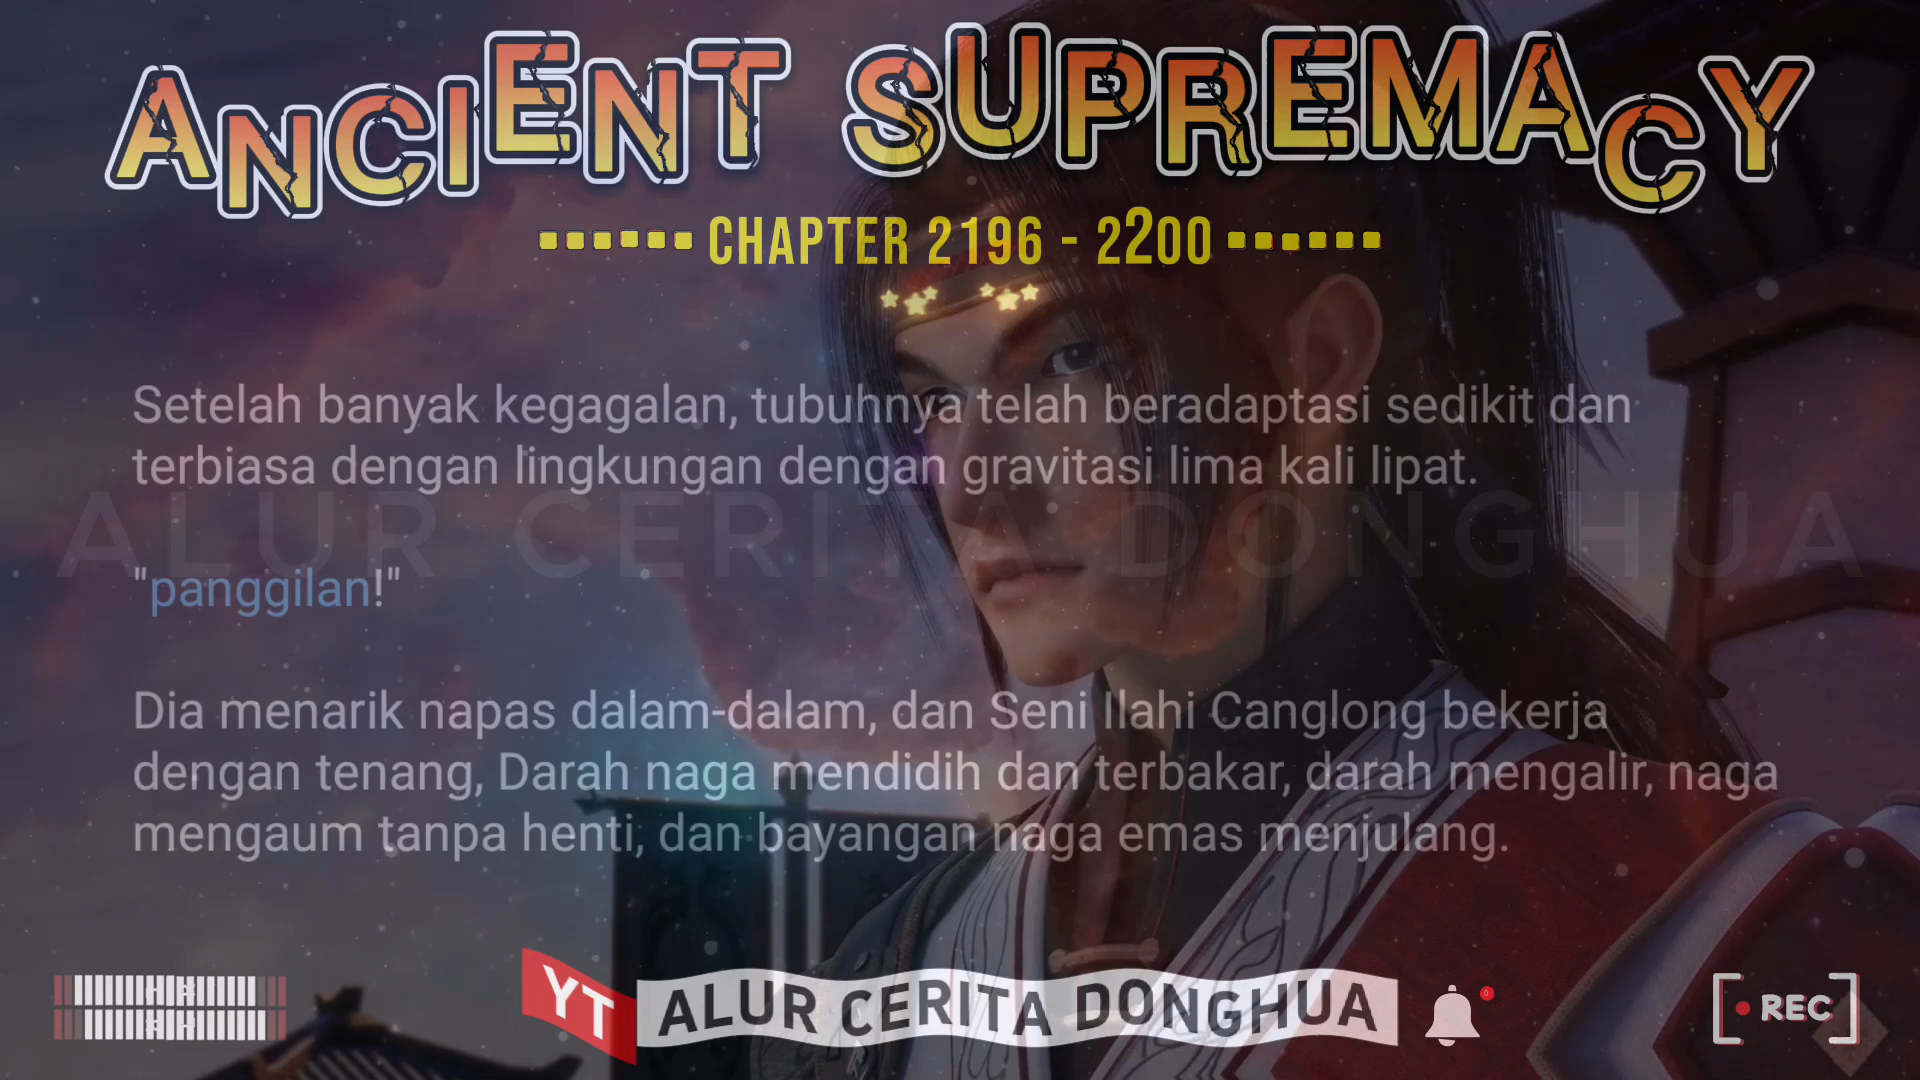 ANCIENT SUPREMACY
CHAPTER 2196 - 2200
Setelah banyak kegagalan, tubuhnya telah beradaptasi sedikit dan
terbiasa dengan lingkungan dengan gravitasi lima kali lipat.
ALUR CERITA DONGHUA
"panggilan!"
Dia menarik napas dalam-dalam, dan Seni Ilahi Canglong bekerja
dengan tenang, Darah naga mendidih dan terbakar, darah mengalir, naga
mengaum tanpa henti, dan bayangan naga emas menjulang.
YT ALUR CERITA DONGHUA
REC